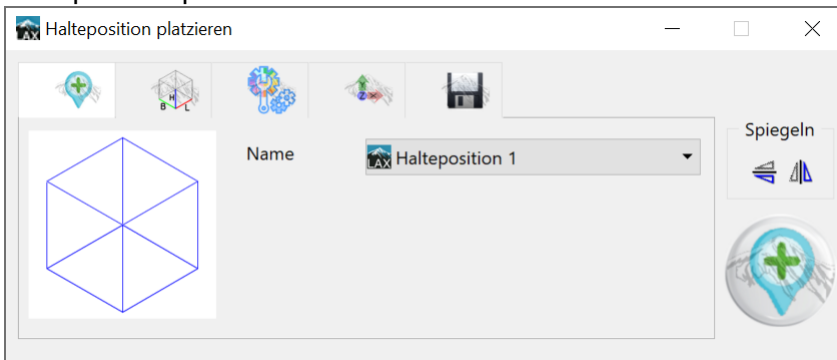 Halteposition platzieren
B H L
Z X
Spiegeln
Name
Halteposition 1